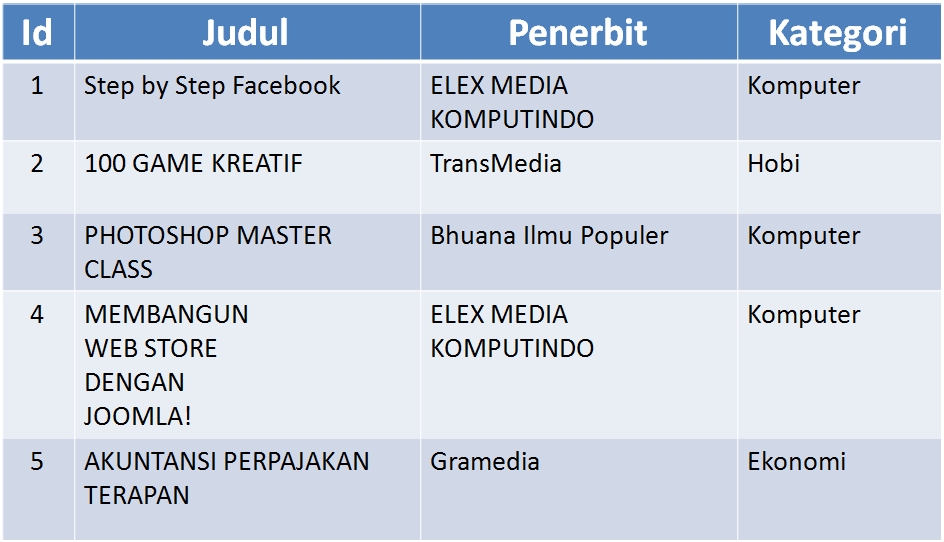 Id Judul Penerbit Kategori
1 Step by Step Facebook ELEX MEDIA Komputer
KOMPUTINDO
2 100 GAME KREATIF TransMedia Hobi
3 PHOTOSHOP MASTER Bhuana Ilmu Populer Komputer
CLASS
4 MEMBANGUN ELEX MEDIA Komputer
WEB STORE KOMPUTINDO
DENGAN
JOOMLA!
5 AKUNTANSI PERPAJAKAN Gramedia Ekonomi
TERAPAN